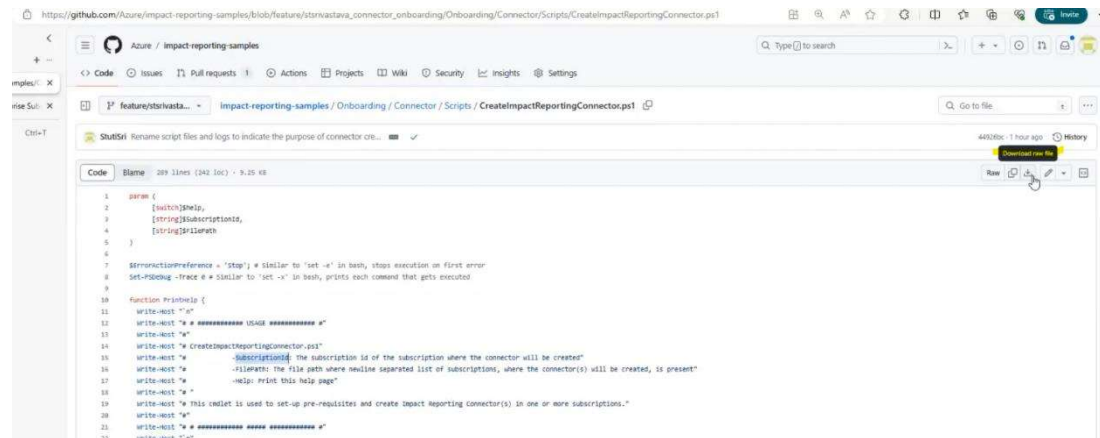 https://github.com/Azure/impact-reporting-samples/blob/feature/stsrivastava_connector_onboarding/Onboarding/Connector/Scripts/CreateImpactReportingConnector.ps1
Invite
Azure / impact-reporting-samples
Type / to search
Code Issues Pull requests 1 Actions Projects Wiki Security Insights Settings
mples/C
rise Sub
feature/stsrivasta... impact-reporting-samples / Onboarding / Connector / Scripts / CreateImpactReportingConnector.ps1
Go to file
Ctrl+T
StutiSri Rename script files and logs to indicate the purpose of connector cre...
1 hour ago History
Download raw file
Code Blame 289 lines (242 loc) · 9.25 KB
Raw
1 param (
2 [switch]$help,
3 [string]$SubscriptionId,
4 [string]$FilePath
5 )
6
7 $ErrorActionPreference = 'Stop'; # Similar to 'set -e' in bash, stops execution on first error
8 Set-PSDebug -Trace 0 # Similar to 'set -x' in bash, prints each command that gets executed
9
10 function PrintHelp {
11 Write-Host "`n"
12 Write-Host "# # ############ USAGE ############ #"
13 Write-Host "#"
14 Write-Host "# CreateImpactReportingConnector.ps1"
15 Write-Host "# -SubscriptionId: The subscription id of the subscription where the connector will be created"
16 Write-Host "# -FilePath: The file path where newline separated list of subscriptions, where the connector(s) will be created, is present"
17 Write-Host "# -Help: Print this help page"
18 Write-Host "# "
19 Write-Host "# This cmdlet is used to set-up pre-requisites and create Impact Reporting Connector(s) in one or more subscriptions."
20 Write-Host "#"
21 Write-Host "# # ############ ##### ############ #"